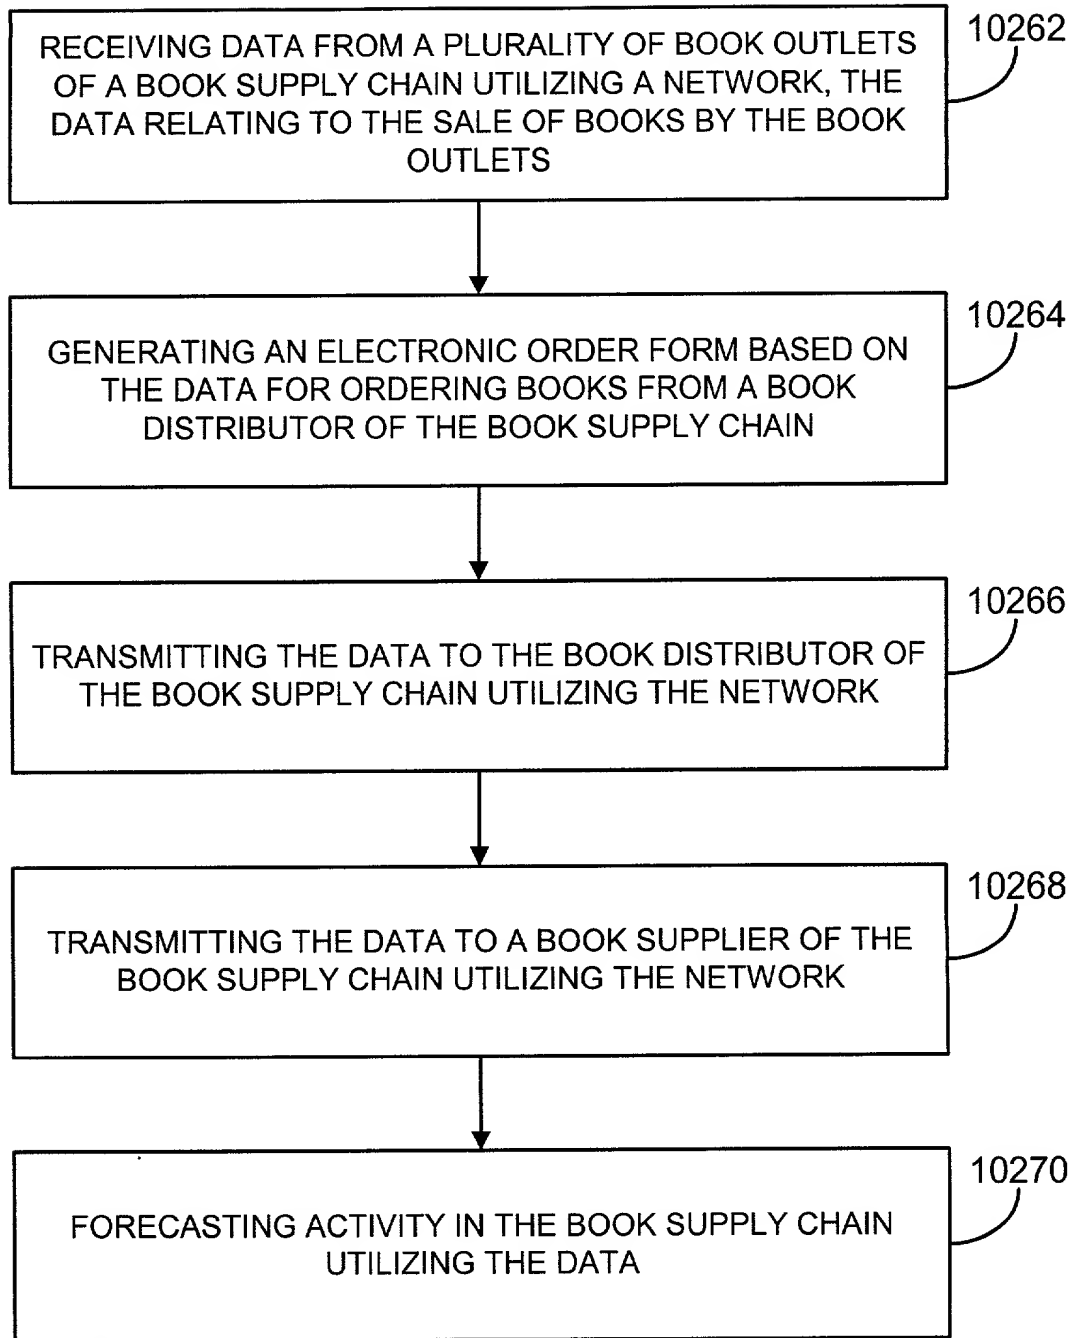 RECEIVING DATA FROM A PLURALITY OF BOOK OUTLETS
OF A BOOK SUPPLY CHAIN UTILIZING A NETWORK, THE
DATA RELATING TO THE SALE OF BOOKS BY THE BOOK
OUTLETS
10262
GENERATING AN ELECTRONIC ORDER FORM BASED ON
THE DATA FOR ORDERING BOOKS FROM A BOOK
DISTRIBUTOR OF THE BOOK SUPPLY CHAIN
10264
TRANSMITTING THE DATA TO THE BOOK DISTRIBUTOR OF
THE BOOK SUPPLY CHAIN UTILIZING THE NETWORK
10266
TRANSMITTING THE DATA TO A BOOK SUPPLIER OF THE
BOOK SUPPLY CHAIN UTILIZING THE NETWORK
10268
FORECASTING ACTIVITY IN THE BOOK SUPPLY CHAIN
UTILIZING THE DATA
10270